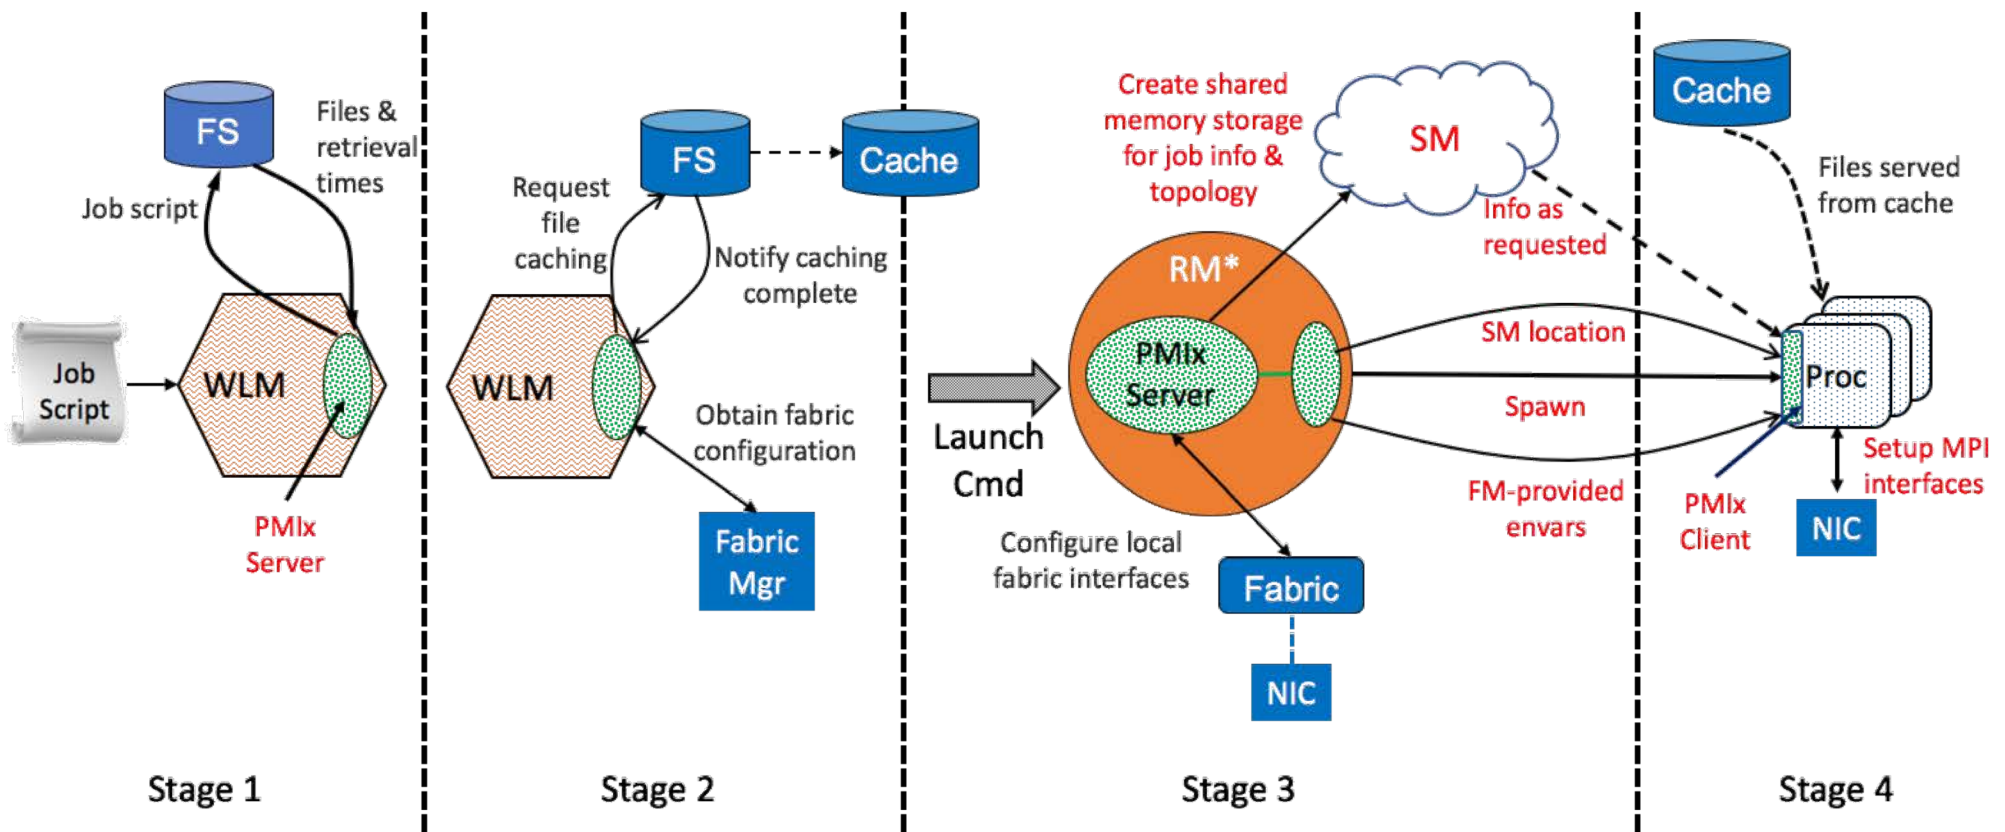 FS
Files &
retrieval
times
Job script
Job
Script
WLM
PMIx
Server
Stage 1
FS
Cache
Request
file
caching
Notify caching
complete
WLM
Obtain fabric
configuration
Fabric
Mgr
Stage 2
Create shared
memory storage
for job info &
topology
SM
Info as
requested
RM*
PMIx
Server
Launch
Cmd
SM location
Spawn
FM-provided
envars
Configure local
fabric interfaces
Fabric
NIC
Stage 3
Cache
Files served
from cache
Proc
Setup MPI
interfaces
PMIx
Client
NIC
Stage 4